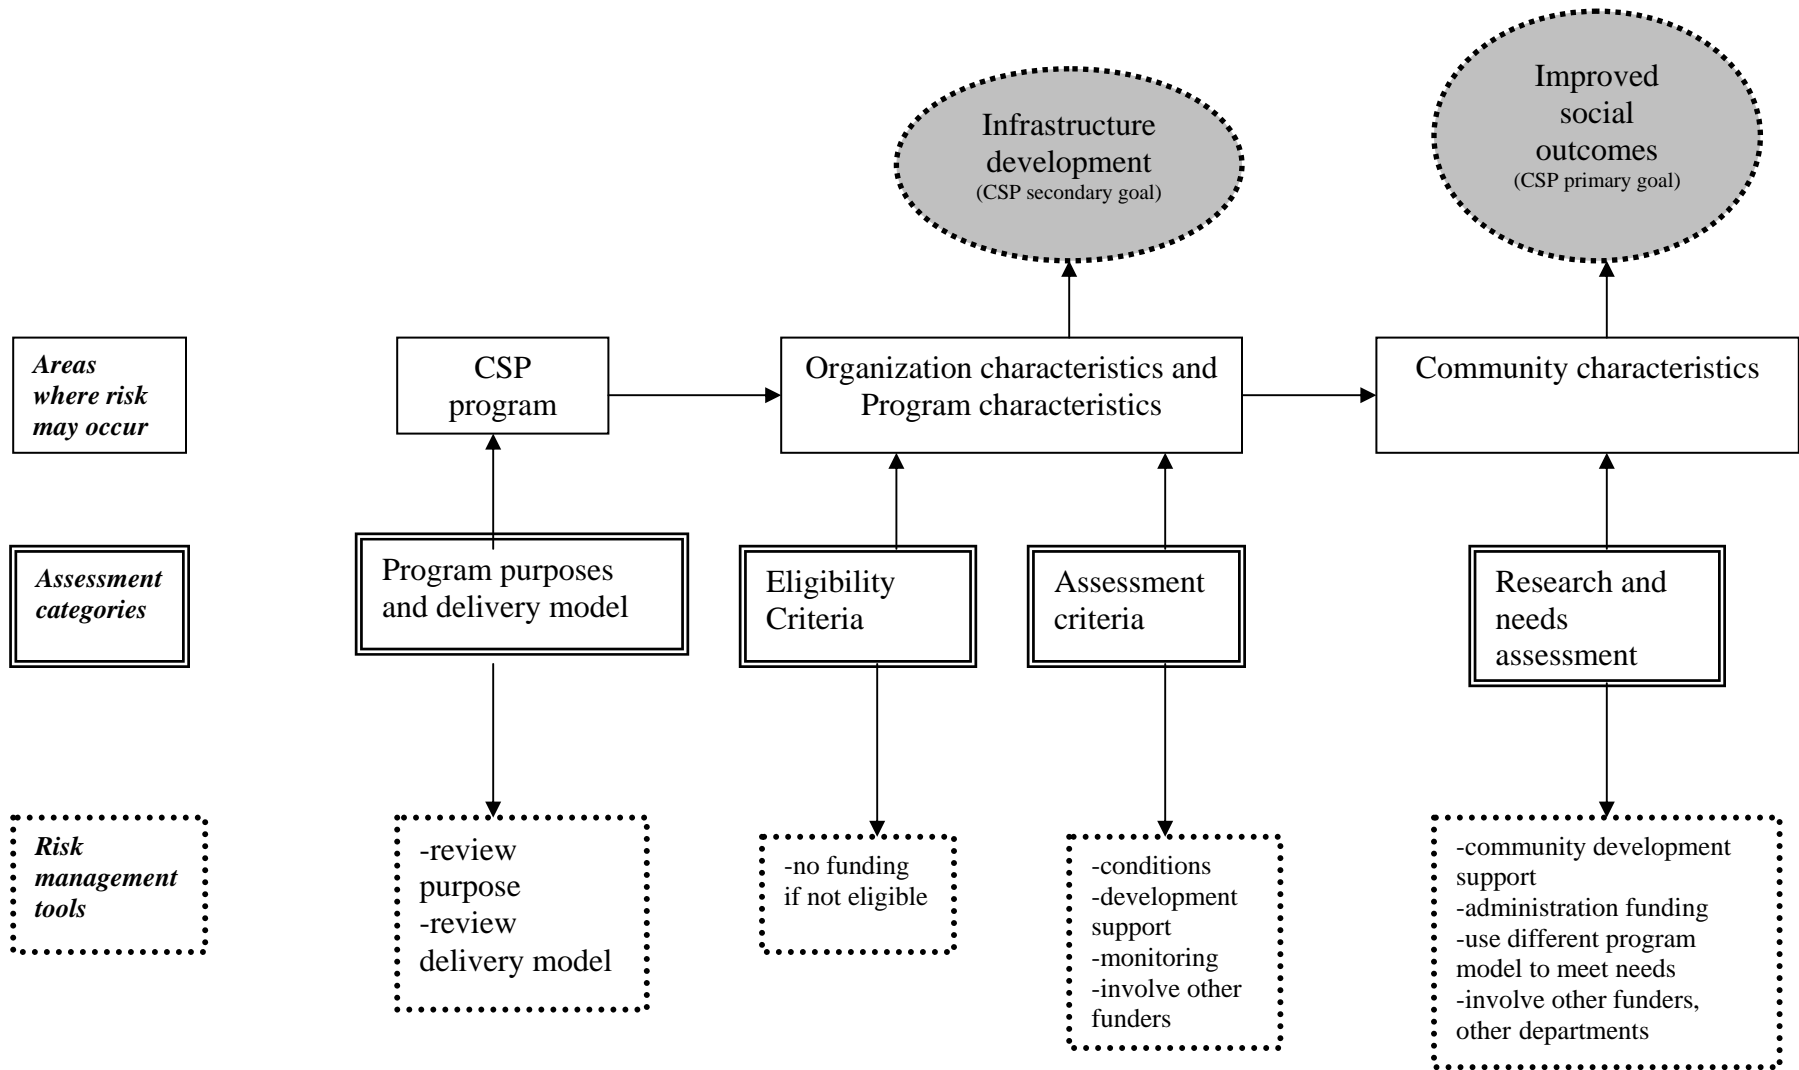 Infrastructure
development
(CSP secondary goal)
Improved
social
outcomes
(CSP primary goal)
Areas
where risk
may occur
CSP
program
Organization characteristics and
Program characteristics
Community characteristics
Assessment
categories
Program purposes
and delivery model
Eligibility
Criteria
Assessment
criteria
Research and
needs
assessment
Risk
management
tools
-review
purpose
-review
delivery model
-no funding
if not eligible
-conditions
-development
support
-monitoring
-involve other
funders
-community development
support
-administration funding
-use different program
model to meet needs
-involve other funders,
other departments